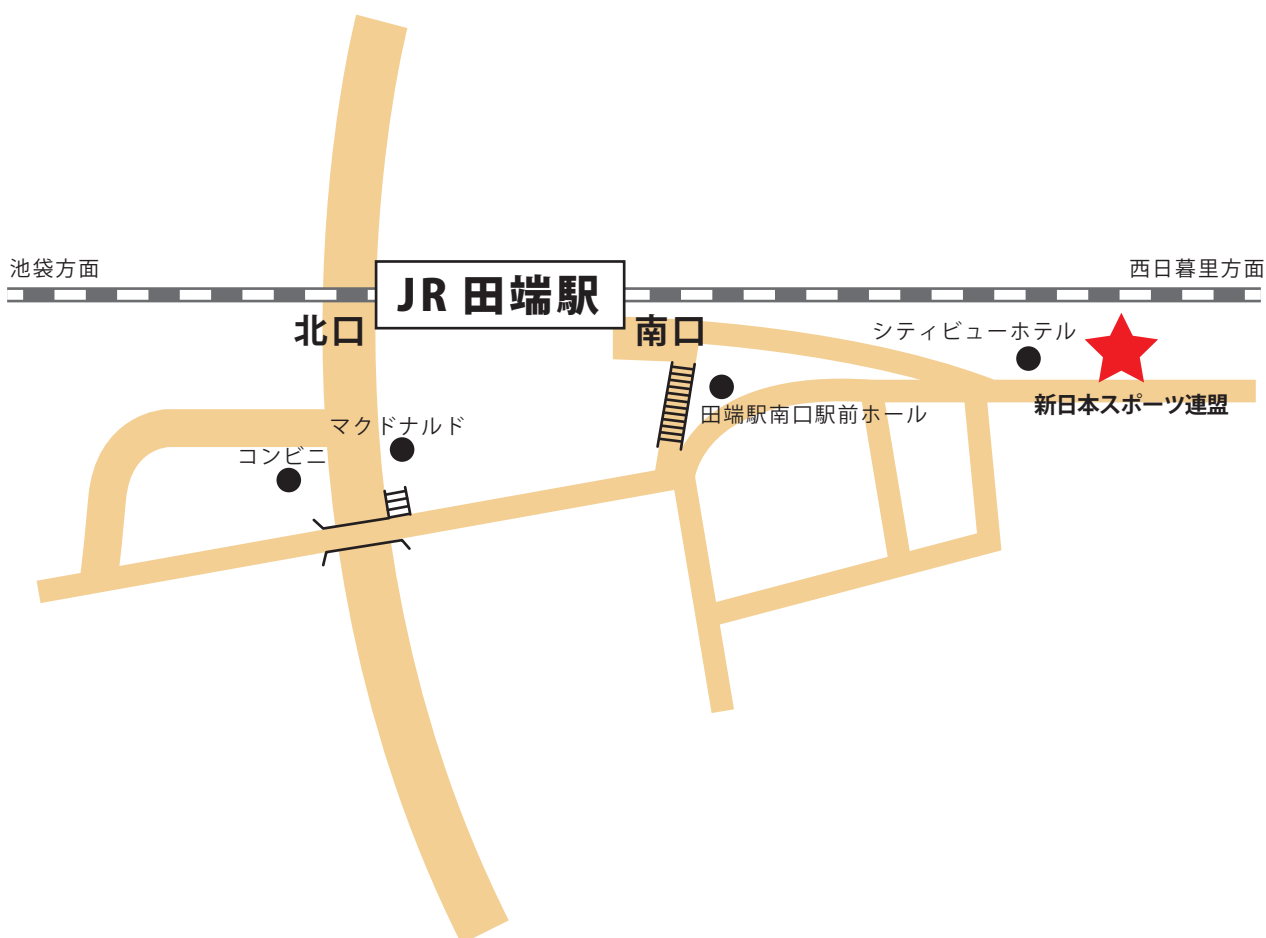 池袋方面
西日暮里方面
JR 田端駅
北口
南口
シティビューホテル
田端駅南口駅前ホール
新日本スポーツ連盟
マクドナルド
コンビニ